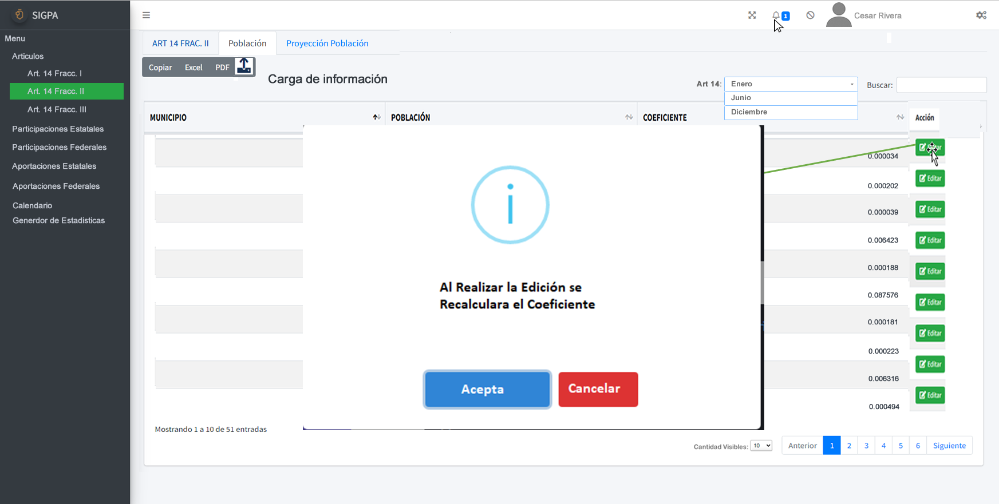 SIGPA
1
Cesar Rivera
Menu
Articulos
Art. 14 Fracc. I
Art. 14 Fracc. II
Art. 14 Fracc. III
Participaciones Estatales
Participaciones Federales
Aportaciones Estatales
Aportaciones Federales
Calendario
Generdor de Estadisticas
ART 14 FRAC. II
Población
Proyección Población
Copiar
Excel
PDF
Carga de información
Art 14:
Enero
Junio
Diciembre
Buscar:
MUNICIPIO
POBLACIÓN
COEFICIENTE
Acción
0.000034
0.000202
Editar
0.000039
Editar
0.006423
Editar
0.000188
Editar
0.087576
Editar
0.000181
Editar
0.000223
Editar
0.006316
Editar
0.000494
i
Al Realizar la Edición se
Recalculara el Coeficiente
Acepta
Cancelar
Mostrando 1 a 10 de 51 entradas
Cantidad Visibles: 10
Anterior 1 2 3 4 5 6 Siguiente